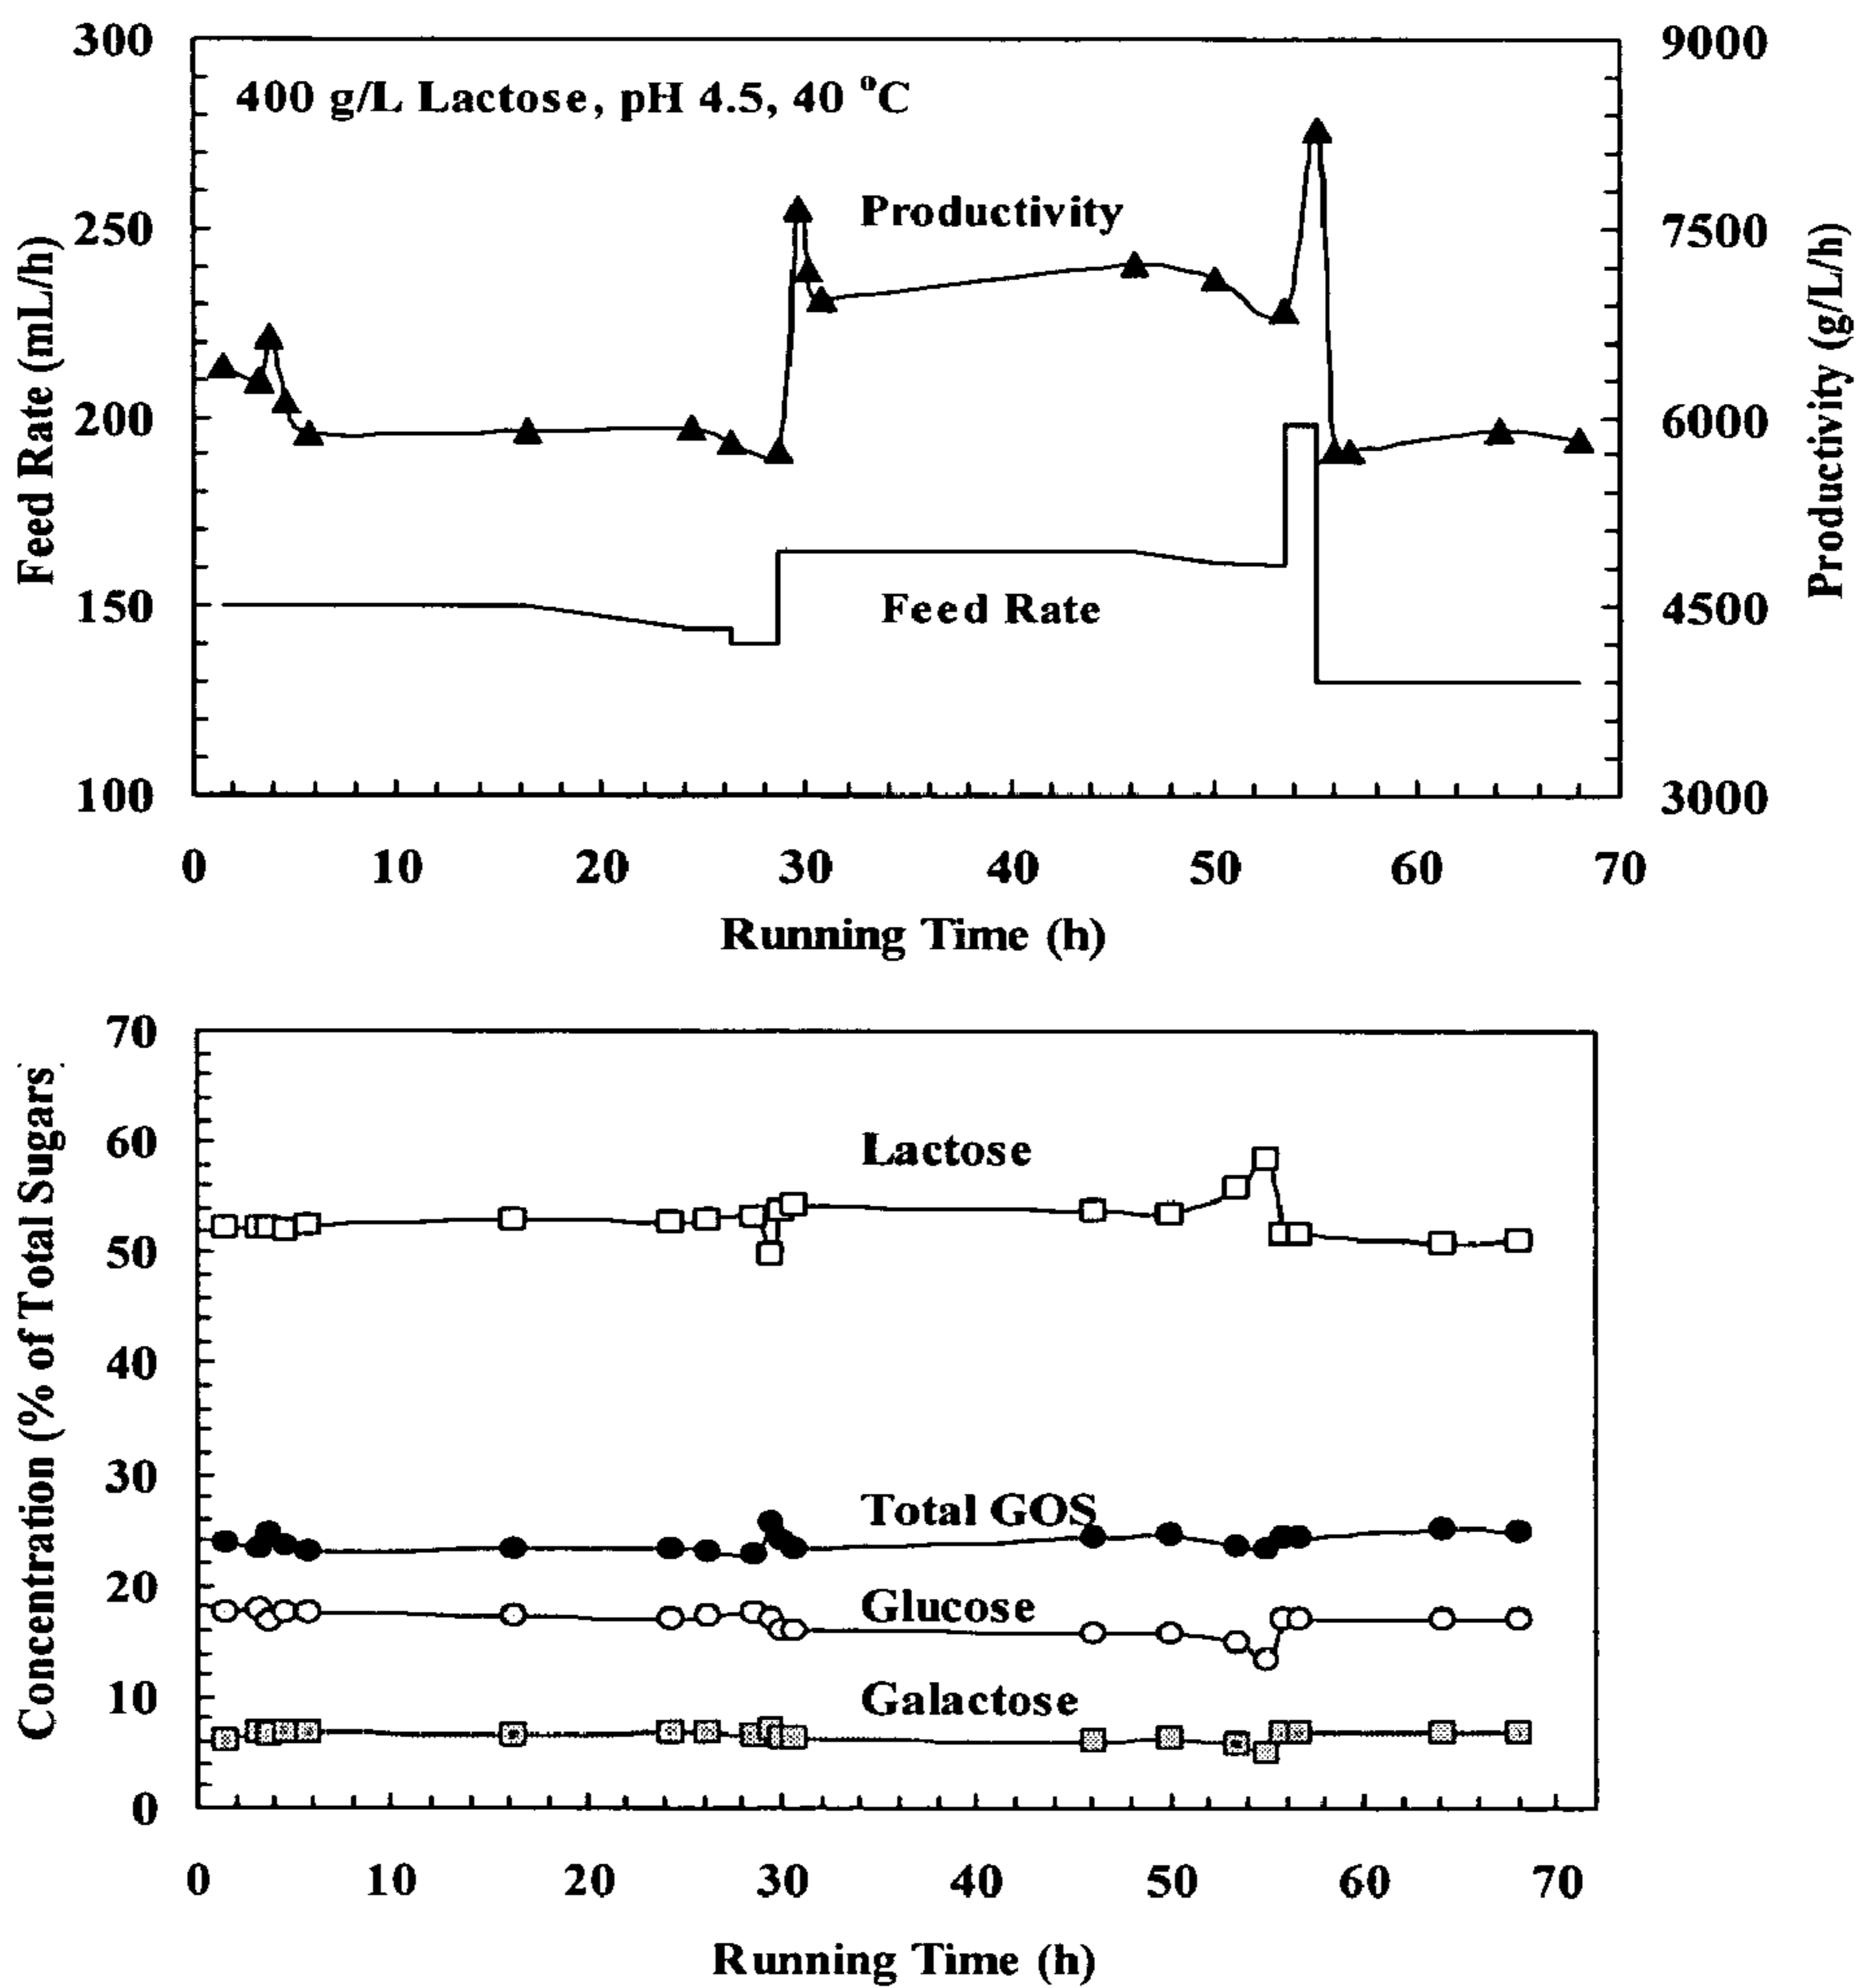 300
250
200
150
100
Feed Rate (mL/h)
400 g/L Lactose, pH 4.5, 40 °C
Productivity
Feed Rate
9000
7500
6000
4500
3000
Productivity (g/L/h)
0 10 20 30 40 50 60 70
Running Time (h)
70
60
50
40
30
20
10
0
Concentration (% of Total Sugars)
Lactose
Total GOS
Glucose
Galactose
0 10 20 30 40 50 60 70
Running Time (h)